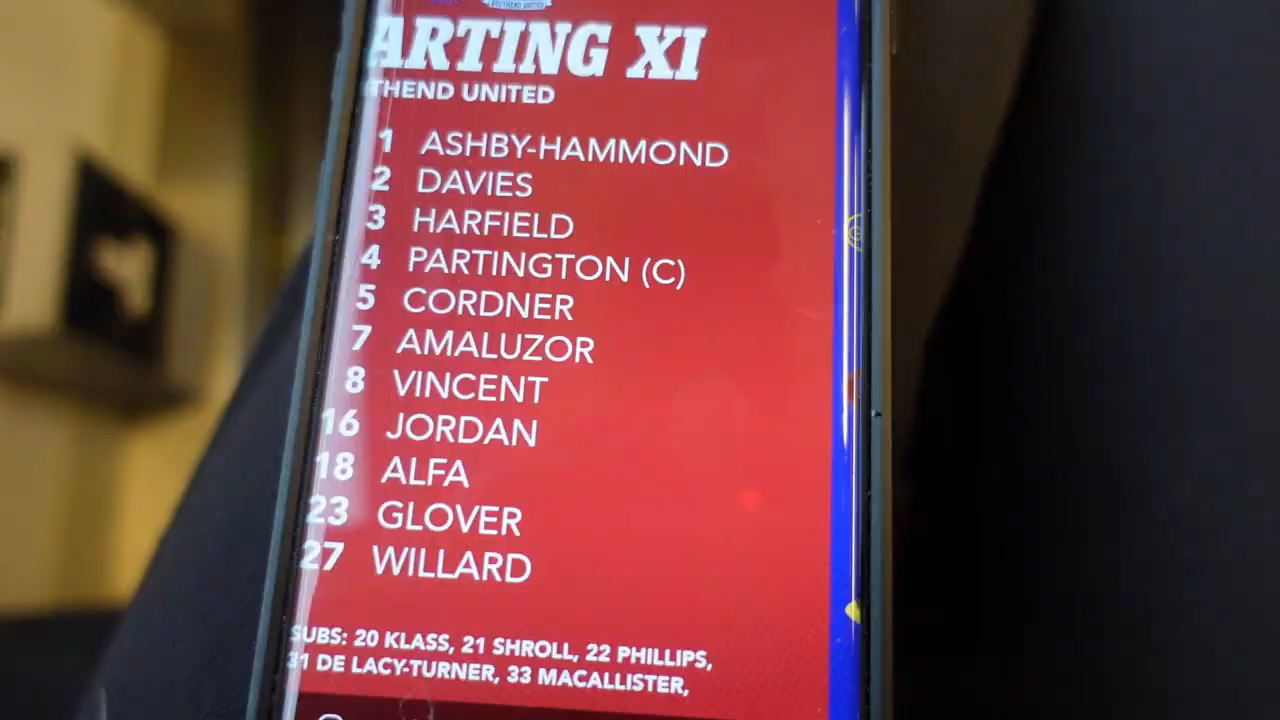 SOUTHEND UNITED
ARTING XI
THEND UNITED
1 ASHBY-HAMMOND
2 DAVIES
3 HARFIELD
4 PARTINGTON (C)
5 CORDNER
7 AMALUZOR
8 VINCENT
16 JORDAN
18 ALFA
23 GLOVER
27 WILLARD
SUBS: 20 KLASS, 21 SHROLL, 22 PHILLIPS,
31 DE LACY-TURNER, 33 MACALLISTER,